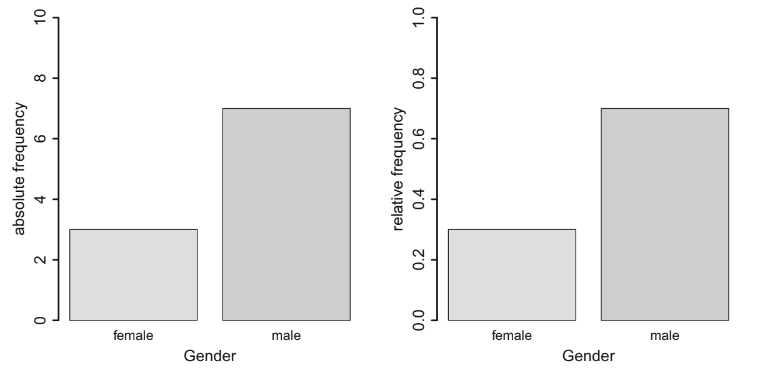 absolute frequency
10
8
6
4
2
0
female male
Gender
relative frequency
1.0
0.8
0.6
0.4
0.2
0.0
female male
Gender